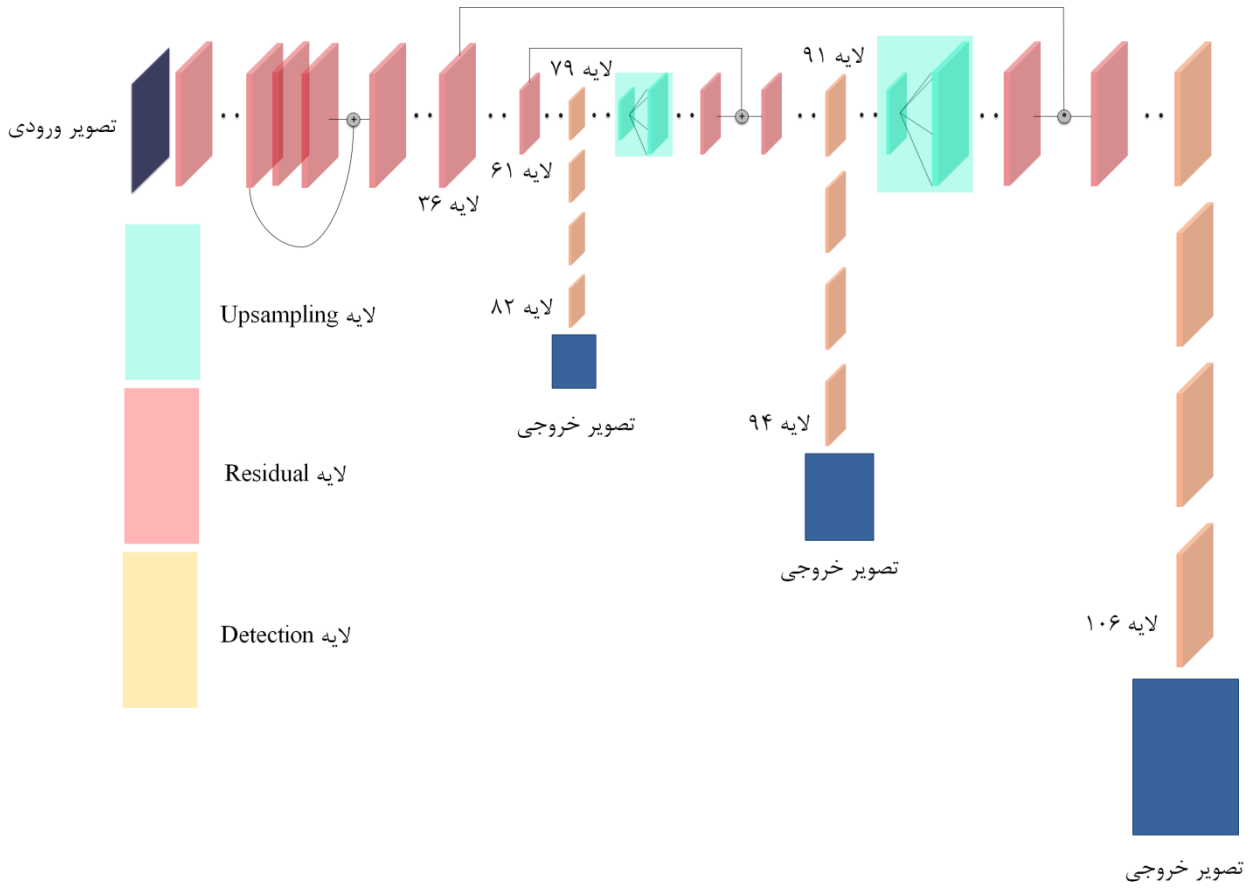 تصویر ورودی
لایه ۳۶
لایه ۶۱
لایه ۷۹
لایه ۸۲
تصویر خروجی
لایه ۹۱
لایه ۹۴
تصویر خروجی
لایه ۱۰۶
تصویر خروجی
لایه Upsampling
لایه Residual
لایه Detection